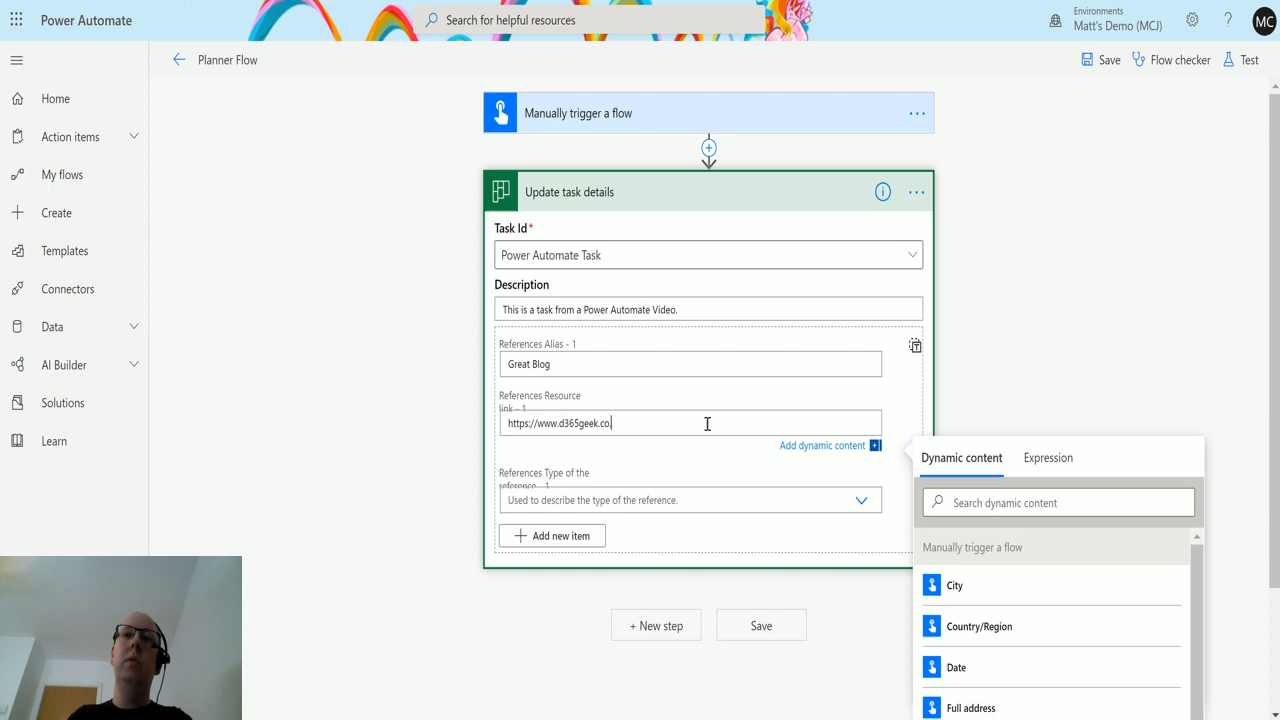 Power Automate
Search for helpful resources
Environments
Matt's Demo (MCJ)
?
MC
Planner Flow
Save
Flow checker
Test
Home
Action items
My flows
Create
Templates
Connectors
Data
AI Builder
Solutions
Learn
Manually trigger a flow
Update task details
Task Id*
Power Automate Task
Description
This is a task from a Power Automate Video.
References Alias - 1
Great Blog
References Resource
link - 1
https://www.d365geek.co.
Add dynamic content
References Type of the
reference - 1
Used to describe the type of the reference.
Add new item
+ New step
Save
Dynamic content
Expression
Search dynamic content
Manually trigger a flow
City
Country/Region
Date
Full address